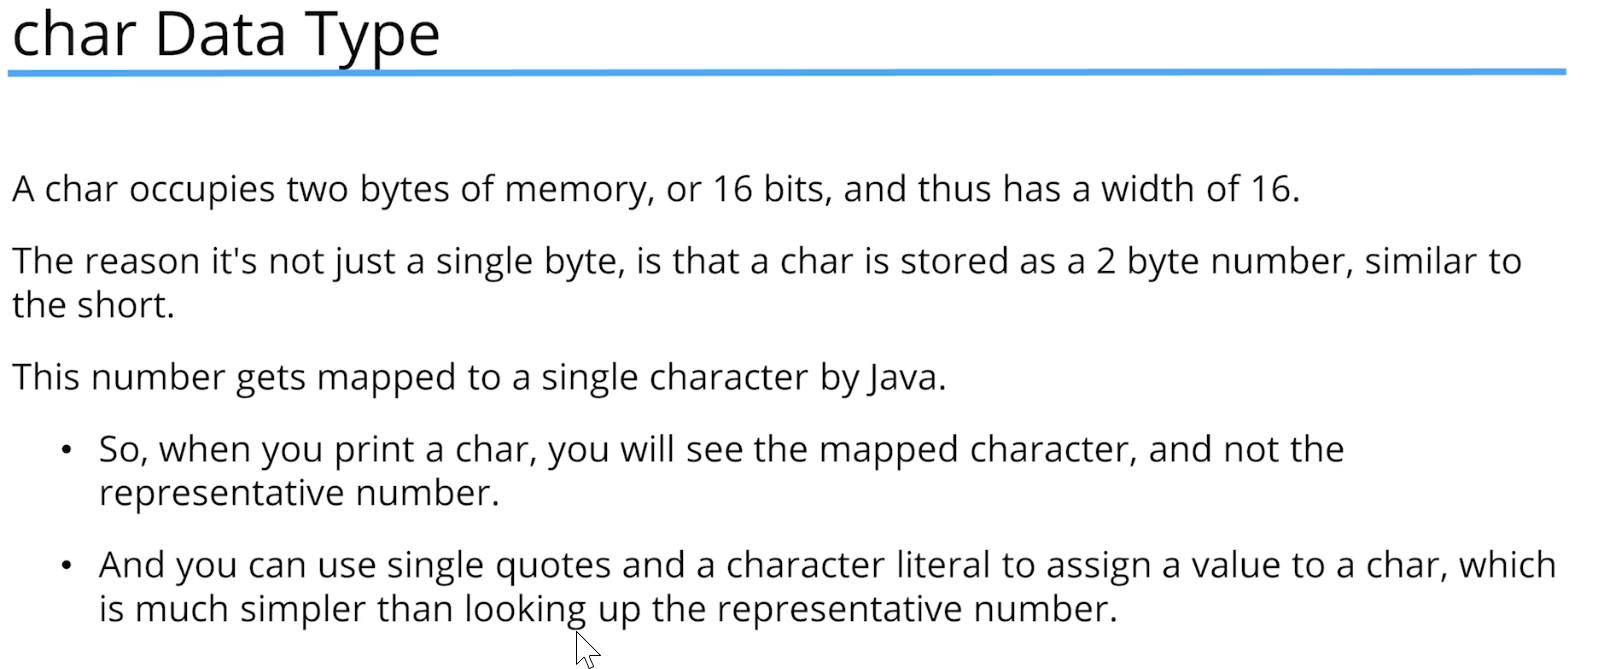 char Data Type
A char occupies two bytes of memory, or 16 bits, and thus has a width of 16.
The reason it's not just a single byte, is that a char is stored as a 2 byte number, similar to
the short.
This number gets mapped to a single character by Java.
• So, when you print a char, you will see the mapped character, and not the
representative number.
• And you can use single quotes and a character literal to assign a value to a char, which
is much simpler than looking up the representative number.